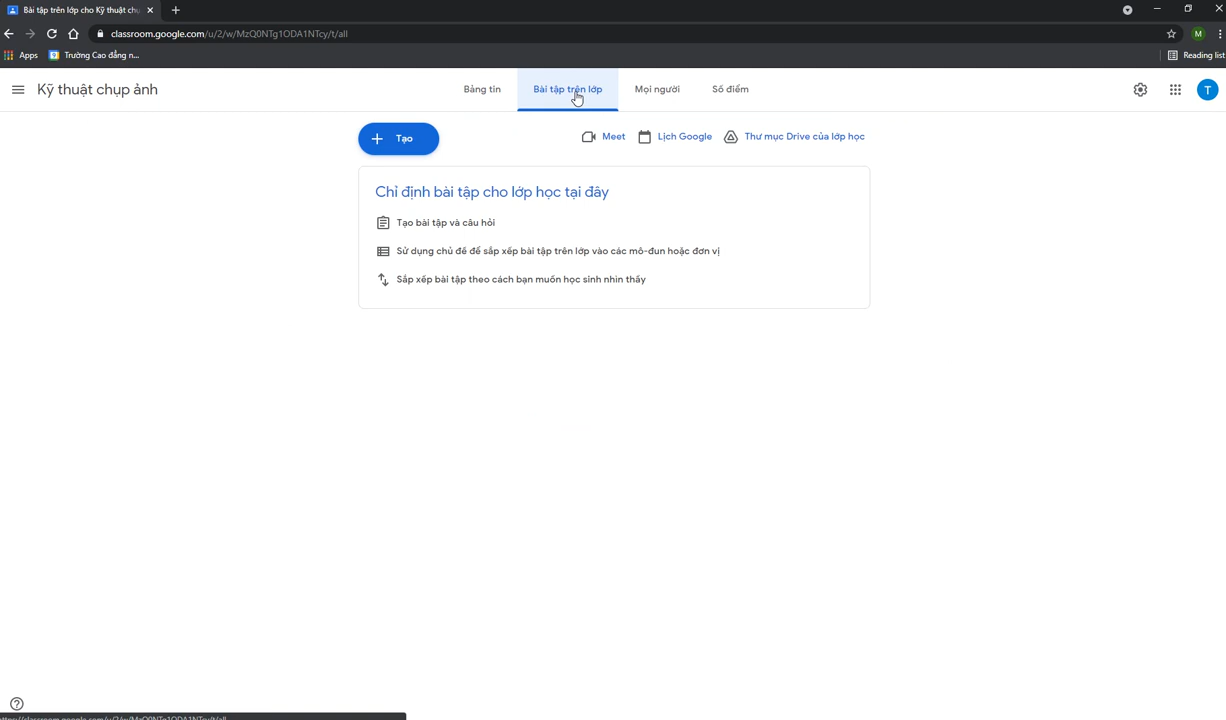 Bài tập trên lớp cho Kỹ thuật chụ
classroom.google.com/u/2/w/MzQ0NTg1ODA1NTcy/t/all
M
Apps
Trường Cao đẳng n...
Reading list
Kỹ thuật chụp ảnh
Bảng tin
Bài tập trên lớp
Mọi người
Số điểm
T
Tạo
Meet
Lịch Google
Thư mục Drive của lớp học
Chỉ định bài tập cho lớp học tại đây
Tạo bài tập và câu hỏi
Sử dụng chủ đề để sắp xếp bài tập trên lớp vào các mô-đun hoặc đơn vị
Sắp xếp bài tập theo cách bạn muốn học sinh nhìn thấy